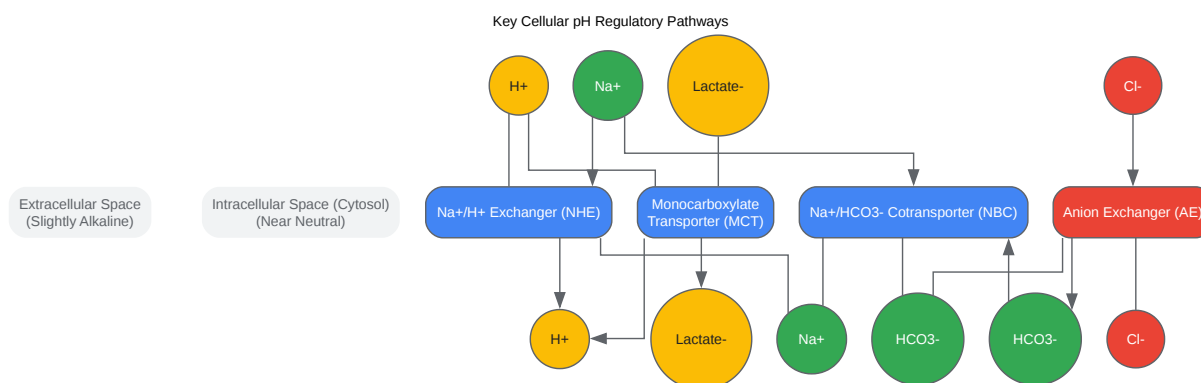 Key Cellular pH Regulatory Pathways
H+
Na+
Lactate-
Cl-
Extracellular Space
(Slightly Alkaline)
Intracellular Space (Cytosol)
(Near Neutral)
Na+/H+ Exchanger (NHE)
Monocarboxylate
Transporter (MCT)
Na+/HCO3- Cotransporter (NBC)
Anion Exchanger (AE)
H+
Lactate-
Na+
HCO3-
HCO3-
Cl-